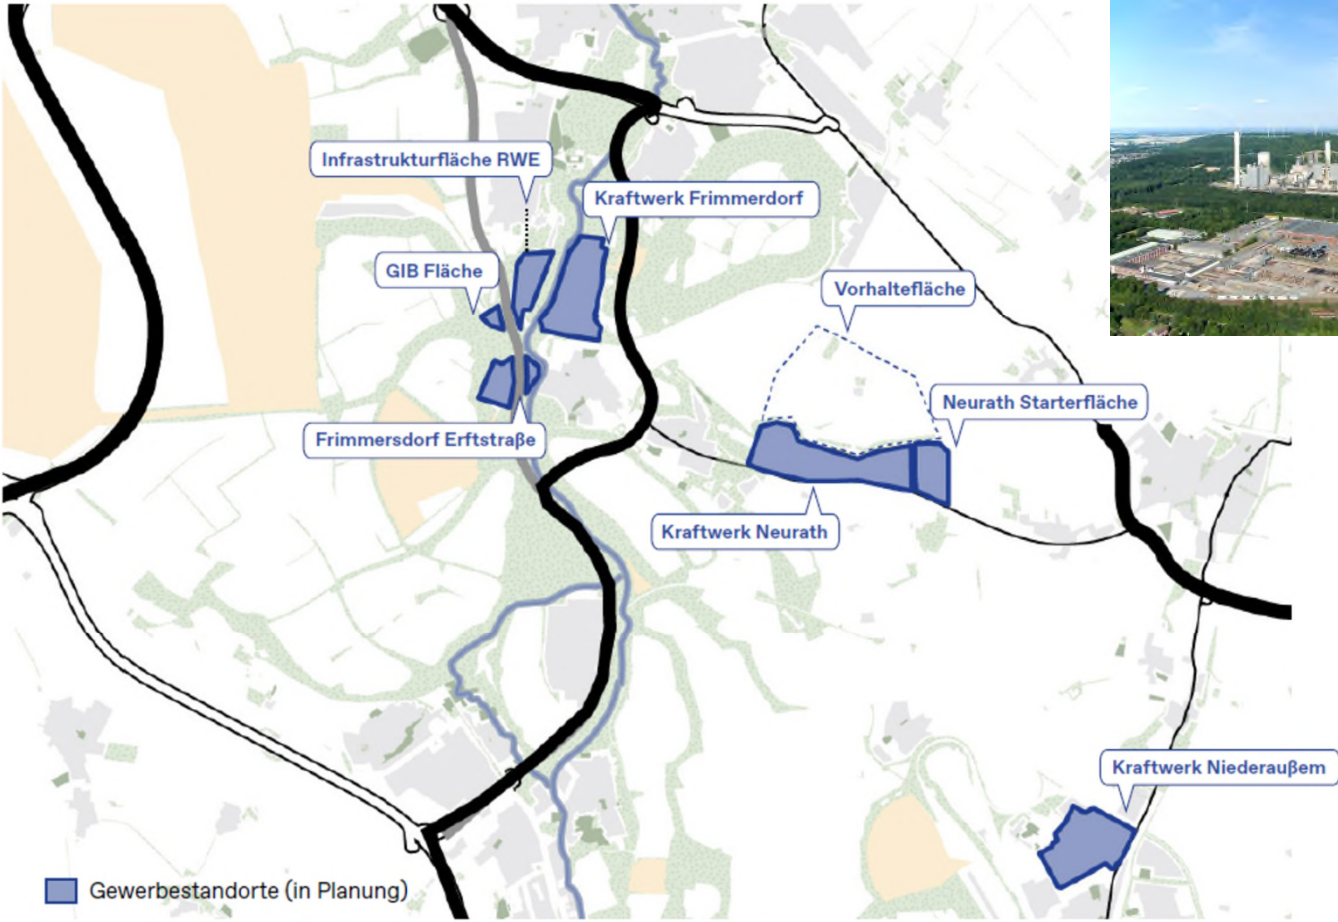 Infrastrukturfläche RWE
Kraftwerk Frimmerdorf
GIB Fläche
Vorhaltefläche
Neurath Starterfläche
Frimmersdorf Erftstraße
Kraftwerk Neurath
Kraftwerk Niederaußem
Gewerbestandorte (in Planung)